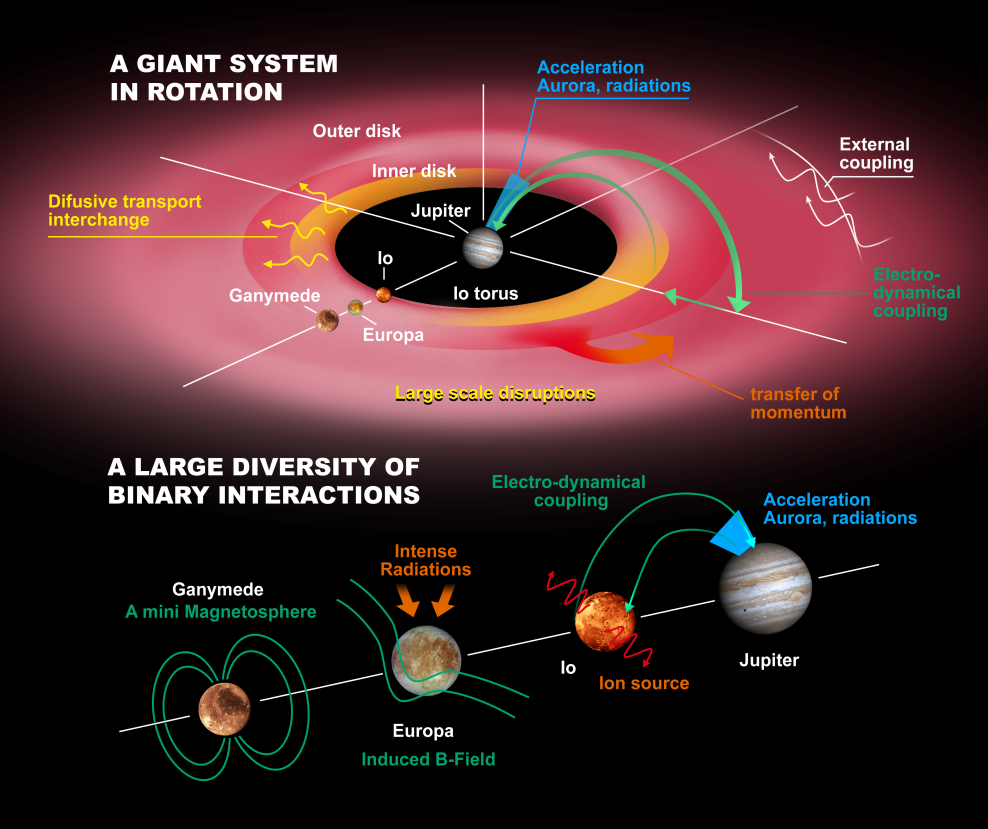 A GIANT SYSTEM
IN ROTATION
Acceleration
Aurora, radiations
Outer disk
External
coupling
Inner disk
Difusive transport
interchange
Jupiter
Io
Electro-
dynamical
coupling
Ganymede
Io torus
Europa
Large scale disruptions
transfer of
momentum
A LARGE DIVERSITY OF
BINARY INTERACTIONS
Electro-dynamical
coupling
Acceleration
Aurora, radiations
Intense
Radiations
Ganymede
A mini Magnetosphere
Io
Jupiter
Ion source
Europa
Induced B-Field